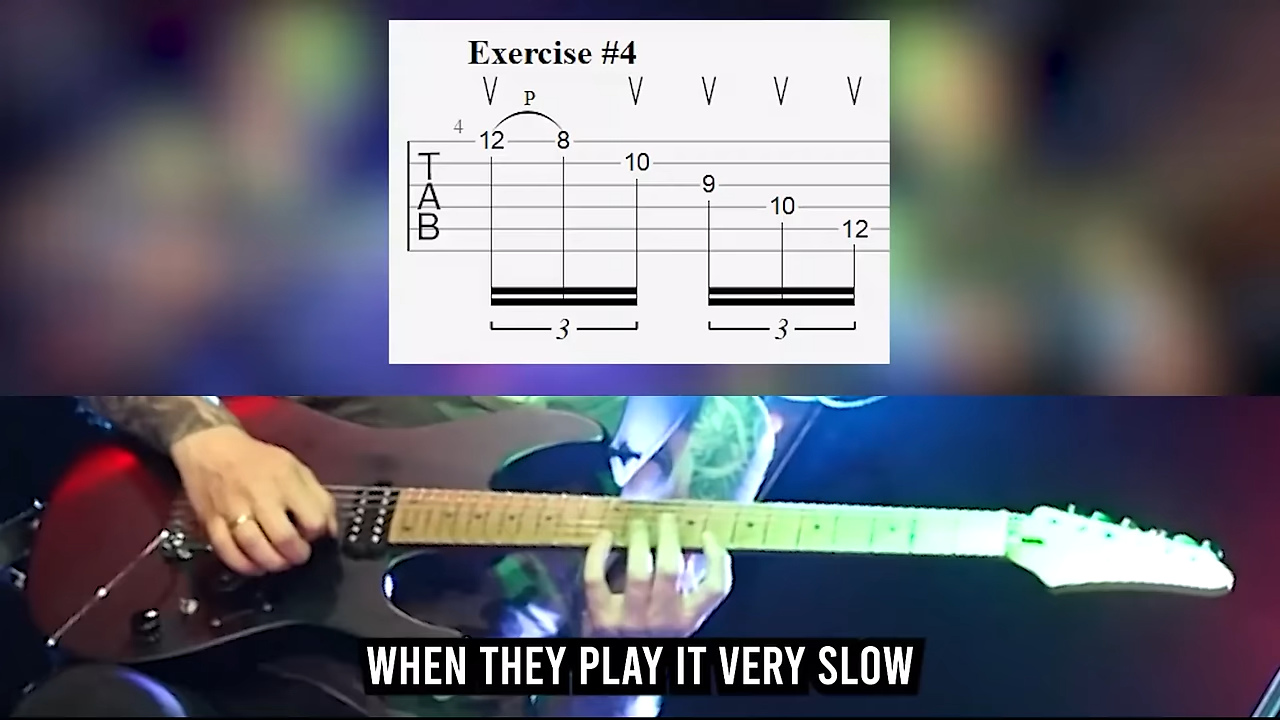 Exercise #4
V P V V V V
4
12 8
T 10
9
A 10
B 12
3 3
WHEN THEY PLAY IT VERY SLOW